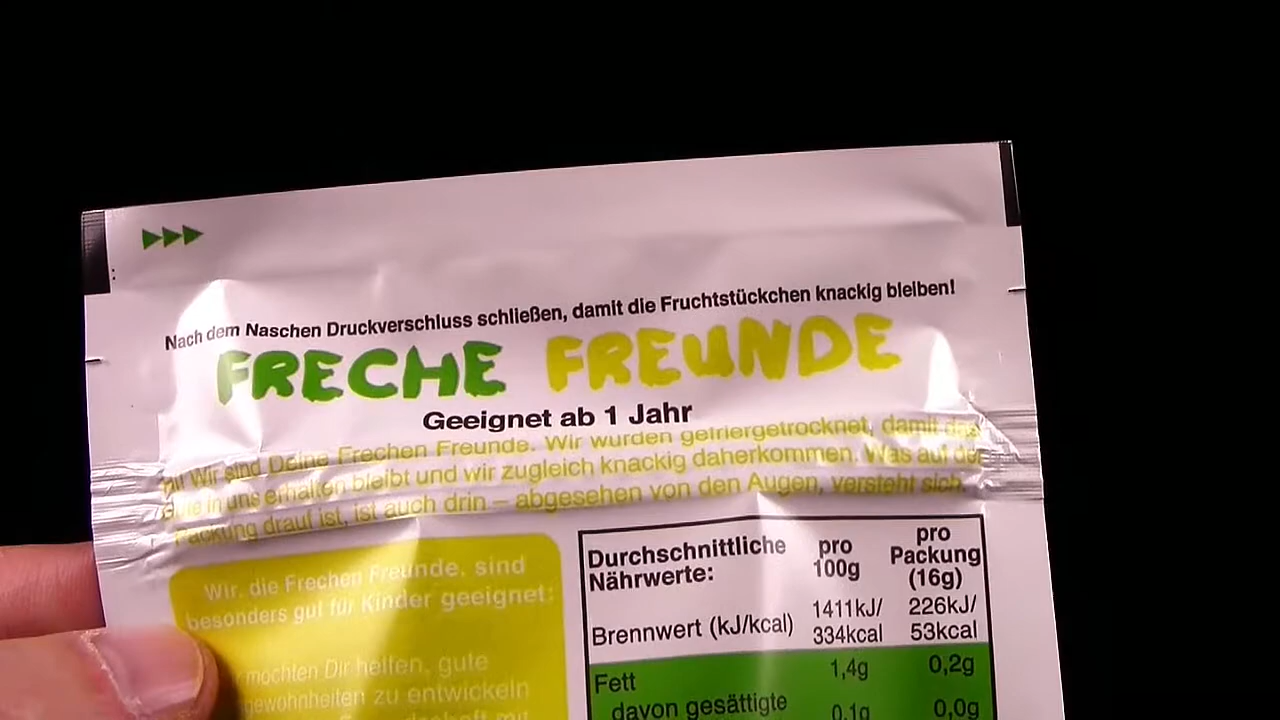 Nach dem Naschen Druckverschluss schließen, damit die Fruchtstückchen knackig bleiben!
FRECHE FREUNDE
Geeignet ab 1 Jahr
Wir sind Deine Frechen Freunde. Wir wurden gefriergetrocknet, damit das
Gute in uns erhalten bleibt und wir zugleich knackig daherkommen. Was auf der
Packung drauf ist, ist auch drin – abgesehen von den Augen, versteht sich.
Wir, die Frechen Freunde, sind
besonders gut für Kinder geeignet:
möchten Dir helfen, gute
zu entwickeln
mit
Durchschnittliche
Nährwerte:
pro
100g
pro
Packung
(16g)
Brennwert (kJ/kcal)
1411kJ/
334kcal
226kJ/
53kcal
Fett 1,4g 0,2g
davon gesättigte 0,1g 0,0g